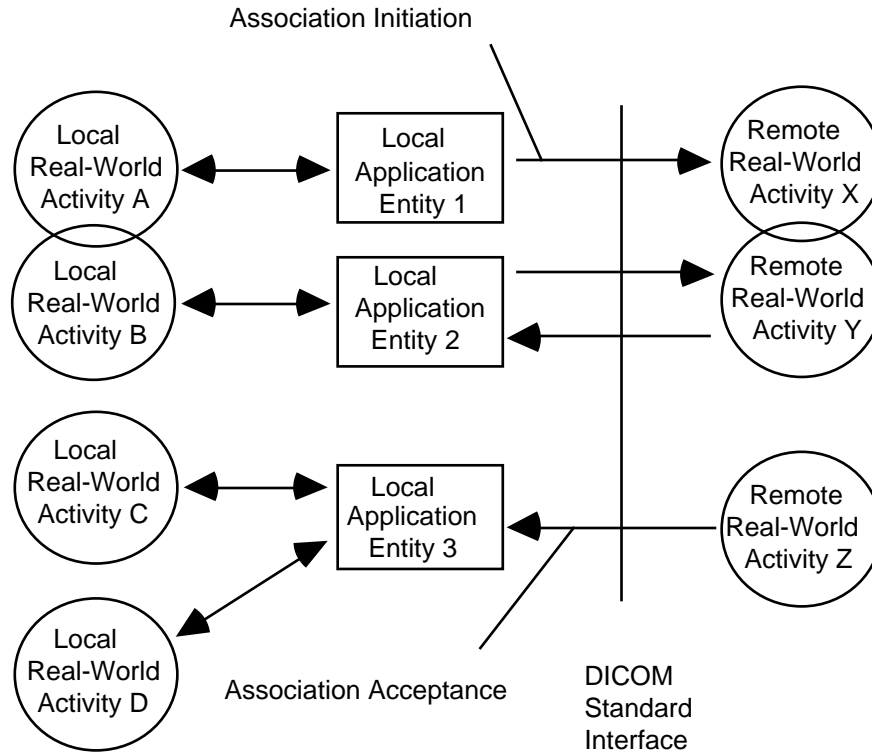 Association Initiation
Local
Real-World
Activity A
Local
Application
Entity 1
Remote
Real-World
Activity X
Local
Real-World
Activity B
Local
Application
Entity 2
Remote
Real-World
Activity Y
Local
Real-World
Activity C
Local
Application
Entity 3
Remote
Real-World
Activity Z
Local
Real-World
Activity D
Association Acceptance
DICOM
Standard
Interface